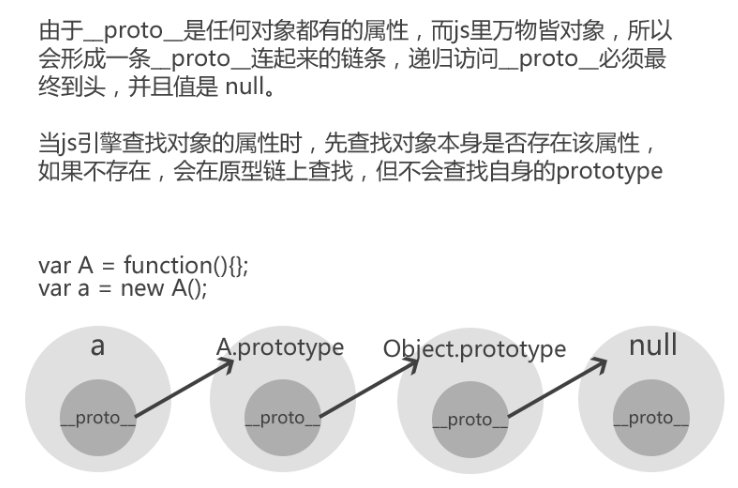 由于__proto__是任何对象都有的属性，而js里万物皆对象，所以
会形成一条__proto__连起来的链条，递归访问__proto__必须最
终到头，并且值是 null。
当js引擎查找对象的属性时，先查找对象本身是否存在该属性，
如果不存在，会在原型链上查找，但不会查找自身的prototype
var A = function(){};
var a = new A();
a
A.prototype
Object.prototype
null
__proto__
__proto__
__proto__
__proto__